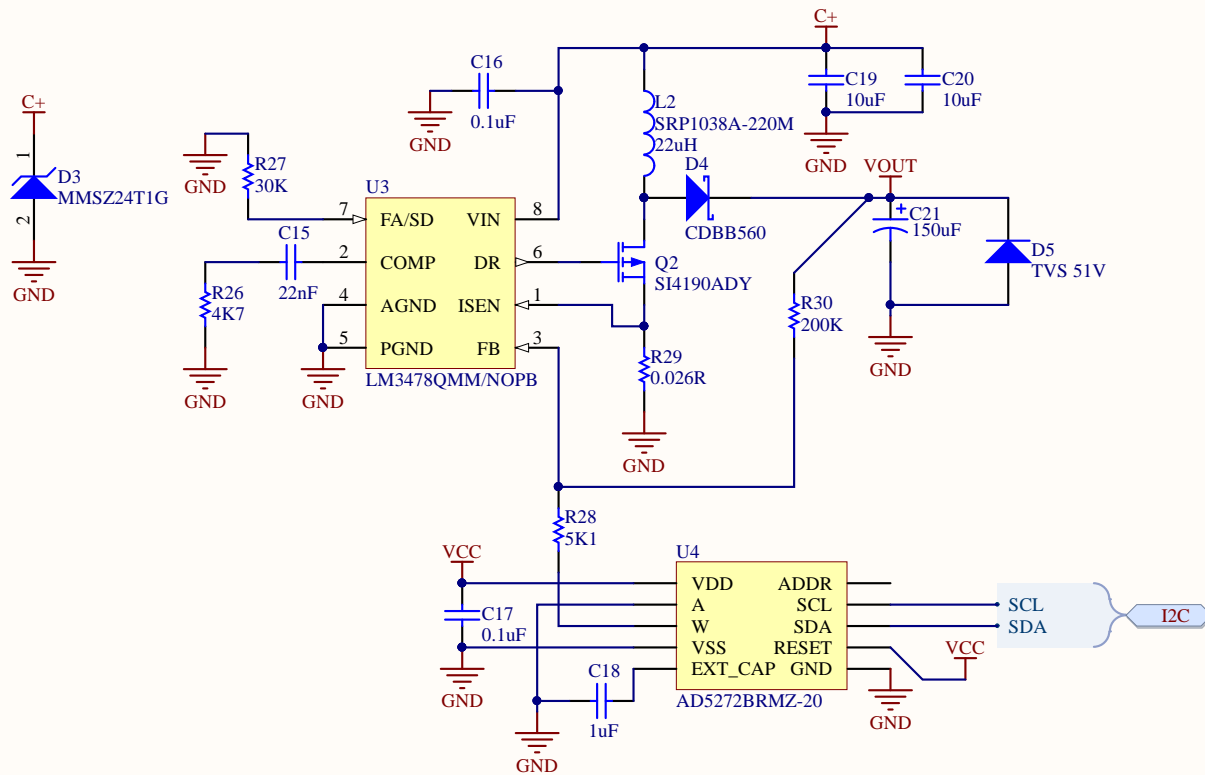 C+
C16
0.1uF
GND
C19
10uF
C20
10uF
GND
L2
SRP1038A-220M
22uH
C+
1
D3
MMSZ24T1G
2
GND
GND
R27
30K
D4
CDBB560
VOUT
C21
150uF
D5
TVS 51V
GND
U3
7 FA/SD VIN 8
2 COMP DR 6
4 AGND ISEN 1
5 PGND FB 3
LM3478QMM/NOPB
C15
22nF
R26
4K7
GND
GND
Q2
SI4190ADY
R29
0.026R
GND
R30
200K
R28
5K1
VCC
C17
0.1uF
GND
U4
VDD ADDR
A SCL
W SDA
VSS RESET
EXT_CAP GND
AD5272BRMZ-20
C18
1uF
GND
SCL
SDA
I2C
VCC
GND